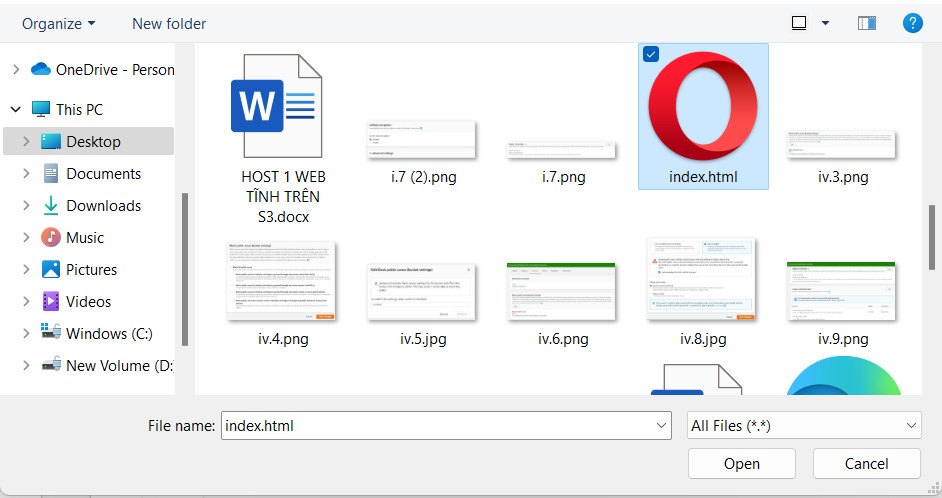 Organize
New folder
OneDrive - Person
This PC
Desktop
Documents
Downloads
Music
Pictures
Videos
Windows (C:)
New Volume (D:
W
HOST 1 WEB
TĨNH TRÊN
S3.docx
i.7 (2).png
i.7.png
index.html
iv.3.png
iv.4.png
iv.5.jpg
iv.6.png
iv.8.jpg
iv.9.png
File name:
index.html
All Files (*.*)
Open
Cancel